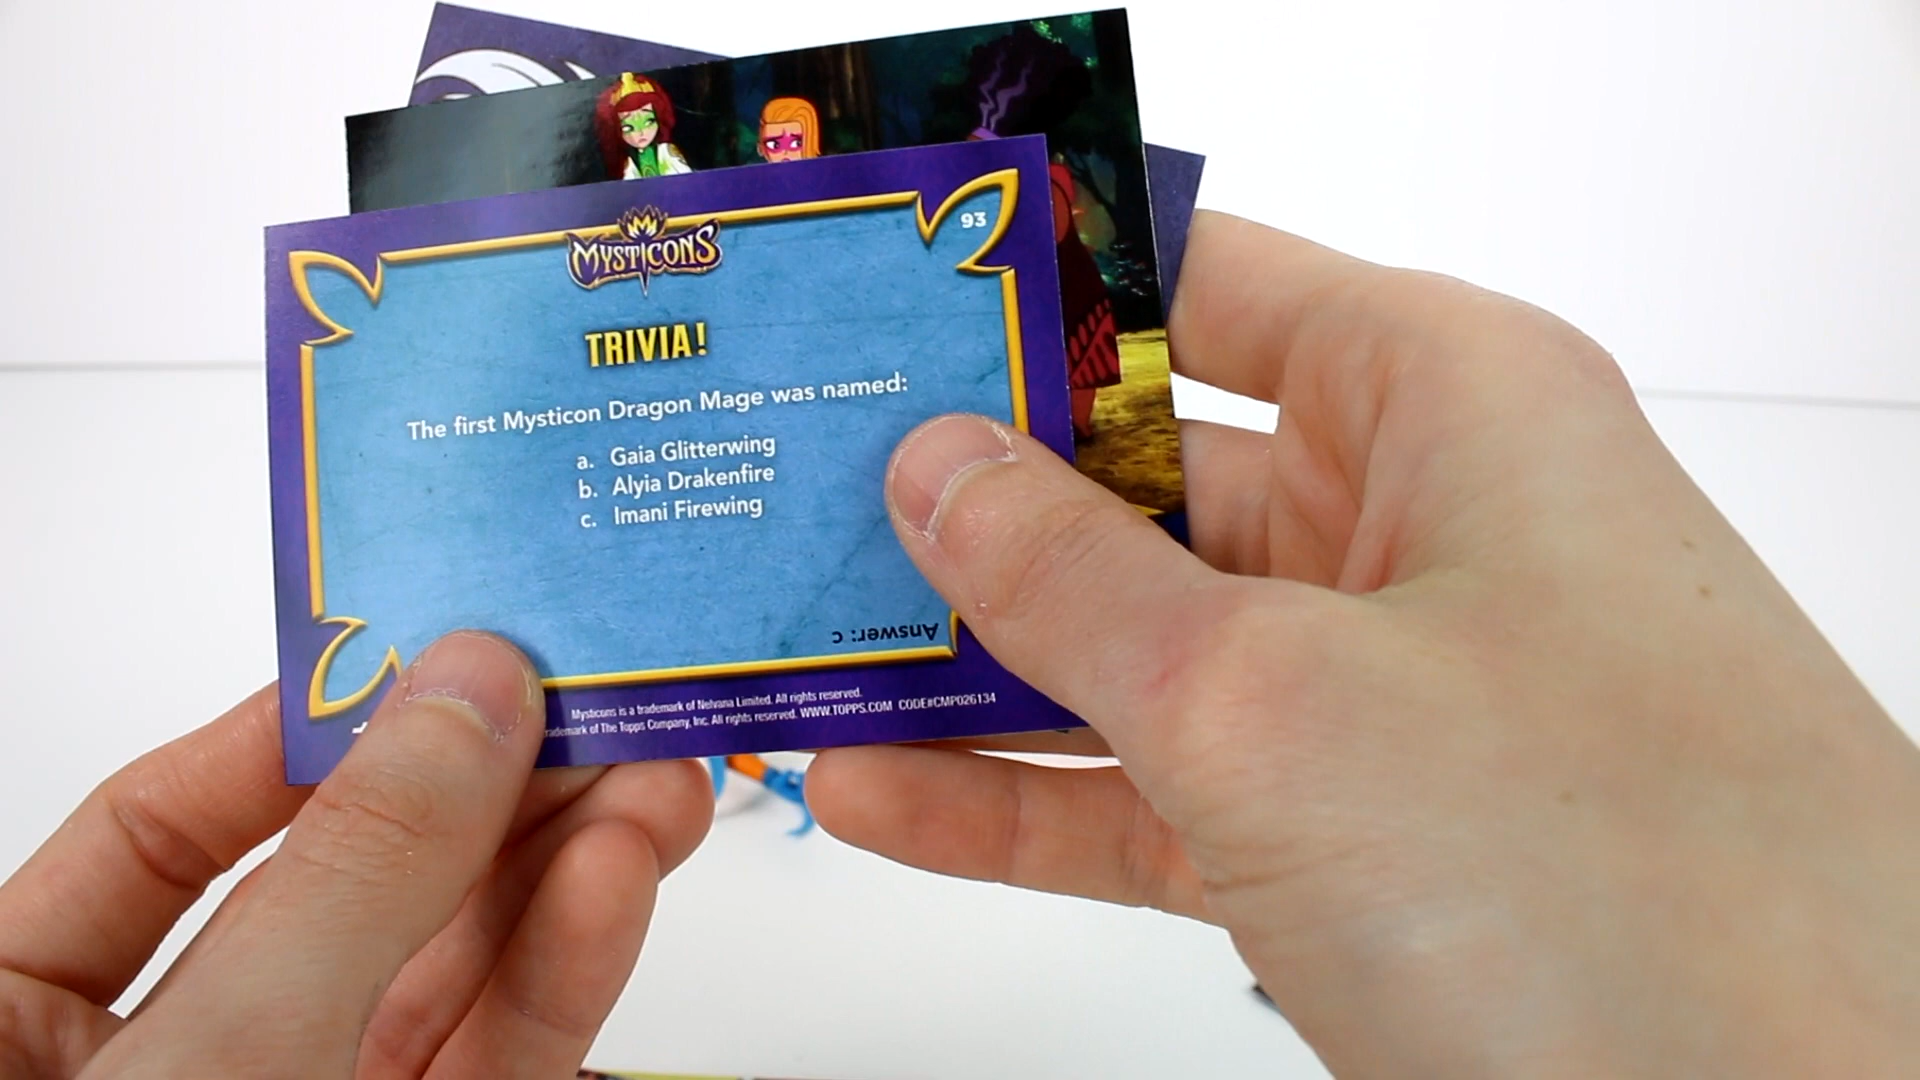 93
MYSTICONS
TRIVIA!
The first Mysticon Dragon Mage was named:
a. Gaia Glitterwing
b. Alyia Drakenfire
c. Imani Firewing
Answer: c
Mysticons is a trademark of Nelvana Limited. All rights reserved.
of The Topps Company, Inc. All rights reserved. WWW.TOPPS.COM CODE#CMP026134